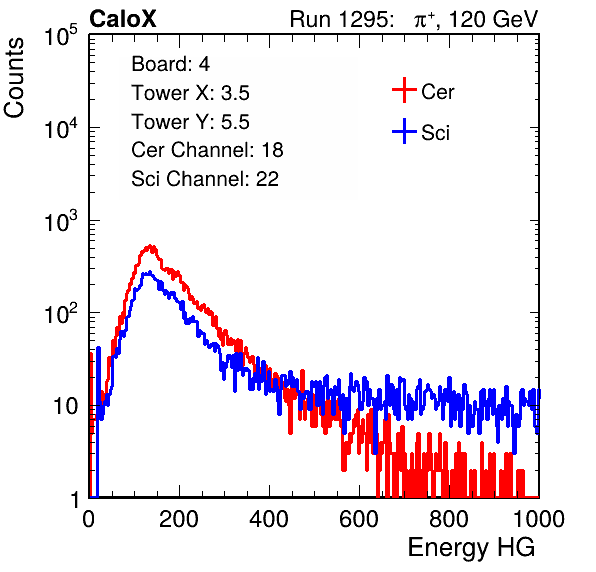 CaloX Run 1295: π⁺, 120 GeV
Counts
10⁵
10⁴
10³
10²
10
1
Board: 4
Tower X: 3.5
Tower Y: 5.5
Cer Channel: 18
Sci Channel: 22
Cer
Sci
0 200 400 600 800 1000
Energy HG